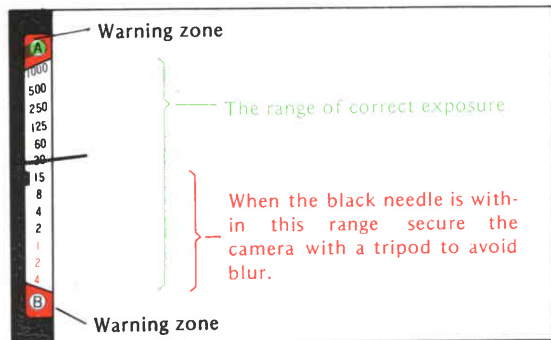 Warning zone
A
1000
500
250
125
60
30
15
8
4
2
1
2
4
B
The range of correct exposure
When the black needle is with-
in this range secure the
camera with a tripod to avoid
blur.
Warning zone